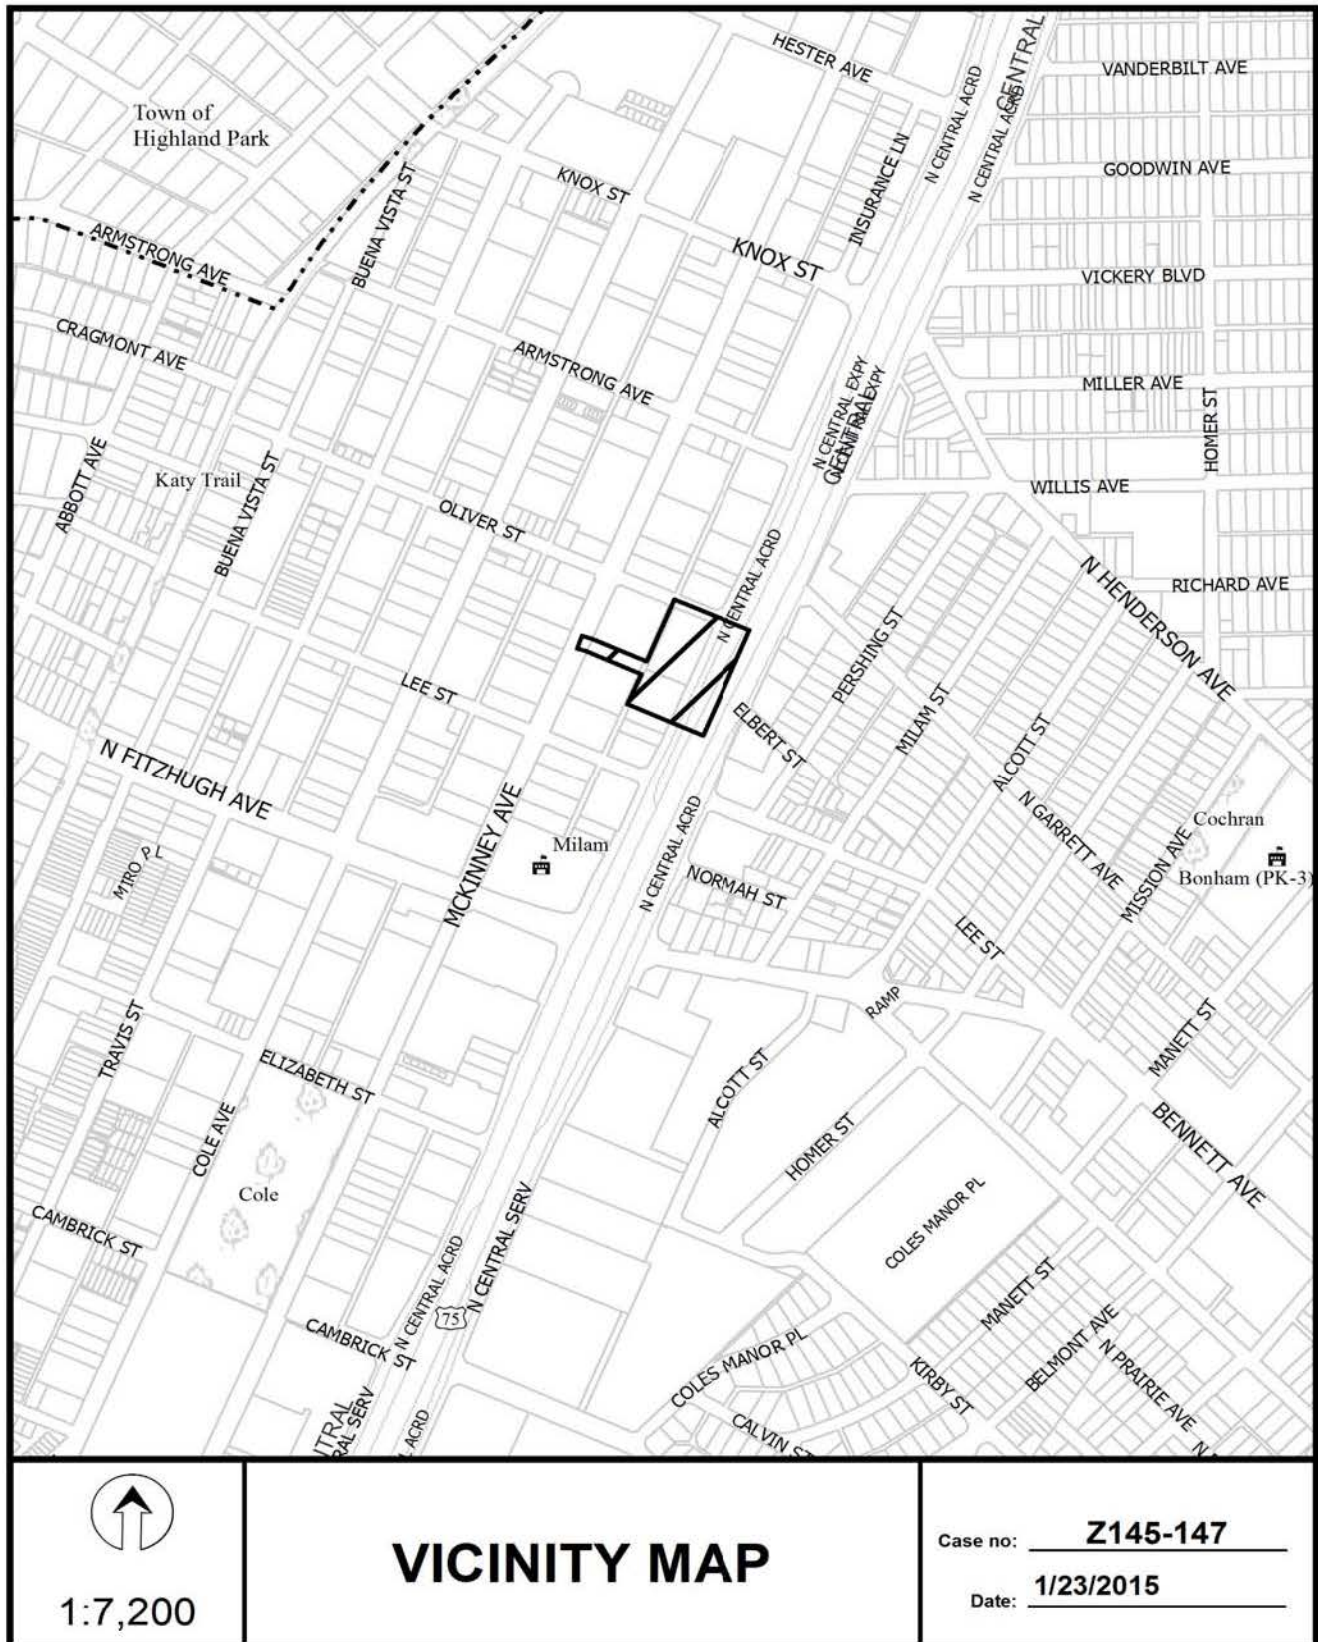 HESTER AVE
CENTRAL
VANDERBILT AVE
Town of
Highland Park
N CENTRAL ACRD
N CENTRAL ACRD
INSURANCE LN
GOODWIN AVE
KNOX ST
BUENA VISTA ST
ARMSTRONG AVE
KNOX ST
VICKERY BLVD
CRAGMONT AVE
ARMSTRONG AVE
N CENTRAL EXPY
MILLER AVE
HOMER ST
ABBOTT AVE
Katy Trail
BUENA VISTA ST
WILLIS AVE
OLIVER ST
N CENTRAL ACRD
N HENDERSON AVE
RICHARD AVE
PERSHING ST
LEE ST
MILAM ST
ELBERT ST
ALCOTT ST
N FITZHUGH AVE
N GARRETT AVE
MCKINNEY AVE
Milam
N CENTRAL ACRD
Cochran
MIRO PL
NORMAH ST
MISSION AVE
Bonham (PK-3)
LEE ST
RAMP
TRAVIS ST
MANETT ST
ELIZABETH ST
ALCOTT ST
COLE AVE
HOMER ST
BENNETT AVE
Cole
CAMBRICK ST
N CENTRAL SERV
COLES MANOR PL
N CENTRAL ACRD
MANETT ST
75
CAMBRICK ST
COLES MANOR PL
BELMONT AVE
N PRAIRIE AVE
KIRBY ST
CALVIN ST
NTRAL
RAL SERV
ACRD
1:7,200
VICINITY MAP
Case no: Z145-147
Date: 1/23/2015